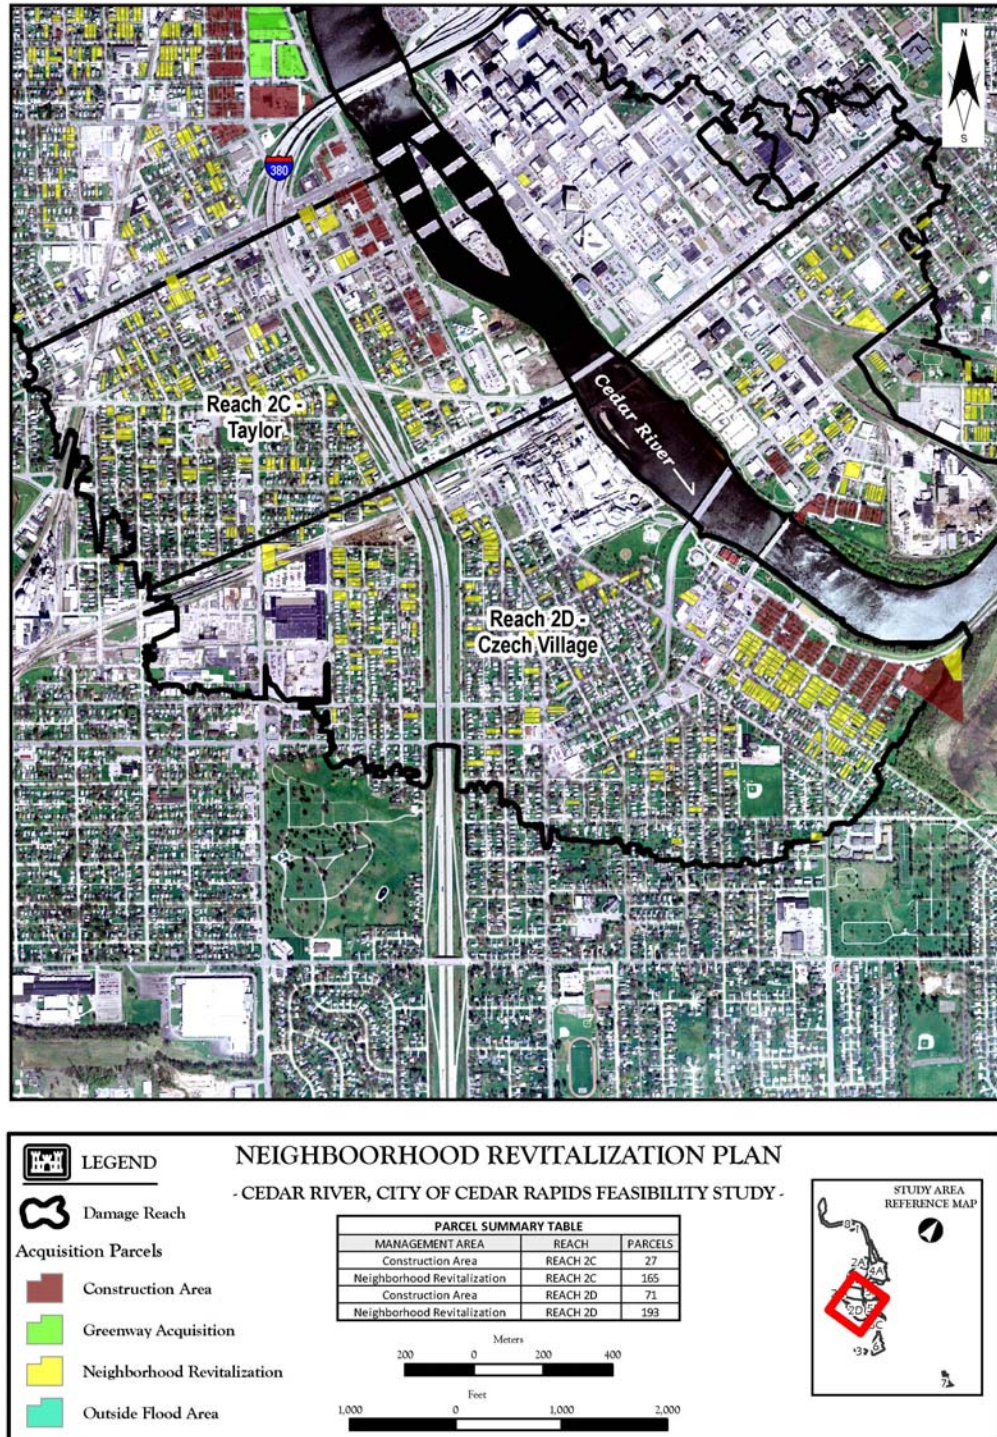 N
S
380
Reach 2C -
Taylor
Cedar River
Reach 2D -
Czech Village
LEGEND
Damage Reach
Acquisition Parcels
Construction Area
Greenway Acquisition
Neighborhood Revitalization
Outside Flood Area
NEIGHBOORHOOD REVITALIZATION PLAN
- CEDAR RIVER, CITY OF CEDAR RAPIDS FEASIBILITY STUDY -
PARCEL SUMMARY TABLE
MANAGEMENT AREA REACH PARCELS
Construction Area REACH 2C 27
Neighborhood Revitalization REACH 2C 165
Construction Area REACH 2D 71
Neighborhood Revitalization REACH 2D 193
Meters
200 0 200 400
Feet
1,000 0 1,000 2,000
STUDY AREA
REFERENCE MAP
2A
4A
2D
3
6
7